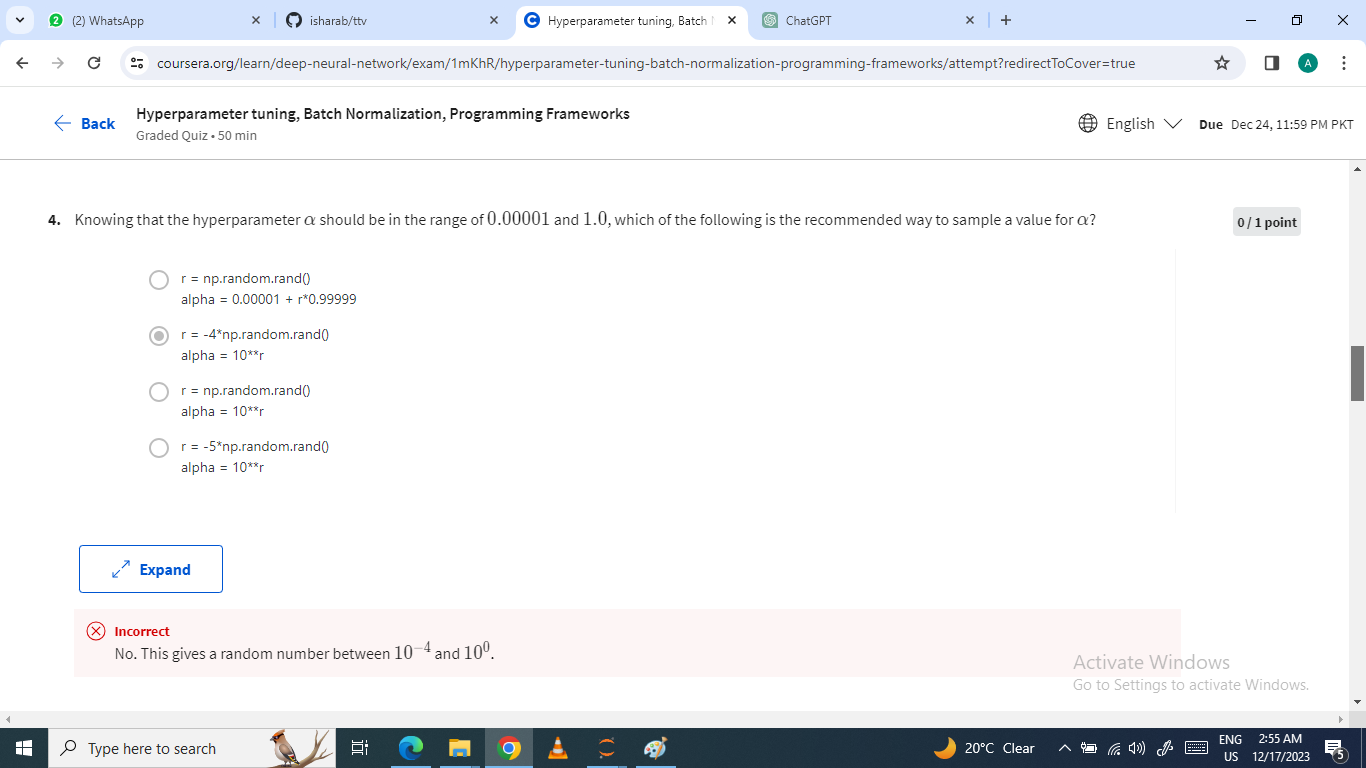 (2) WhatsApp
isharab/ttv
Hyperparameter tuning, Batch
ChatGPT
coursera.org/learn/deep-neural-network/exam/1mKhR/hyperparameter-tuning-batch-normalization-programming-frameworks/attempt?redirectToCover=true
A
Back
Hyperparameter tuning, Batch Normalization, Programming Frameworks
Graded Quiz • 50 min
English
Due Dec 24, 11:59 PM PKT
4. Knowing that the hyperparameter α should be in the range of 0.00001 and 1.0, which of the following is the recommended way to sample a value for α?
0 / 1 point
r = np.random.rand()
alpha = 0.00001 + r*0.99999
r = -4*np.random.rand()
alpha = 10**r
r = np.random.rand()
alpha = 10**r
r = -5*np.random.rand()
alpha = 10**r
Expand
Incorrect
No. This gives a random number between 10⁻⁴ and 10⁰.
Activate Windows
Go to Settings to activate Windows.
Type here to search
20°C Clear
ENG
US
2:55 AM
12/17/2023
5